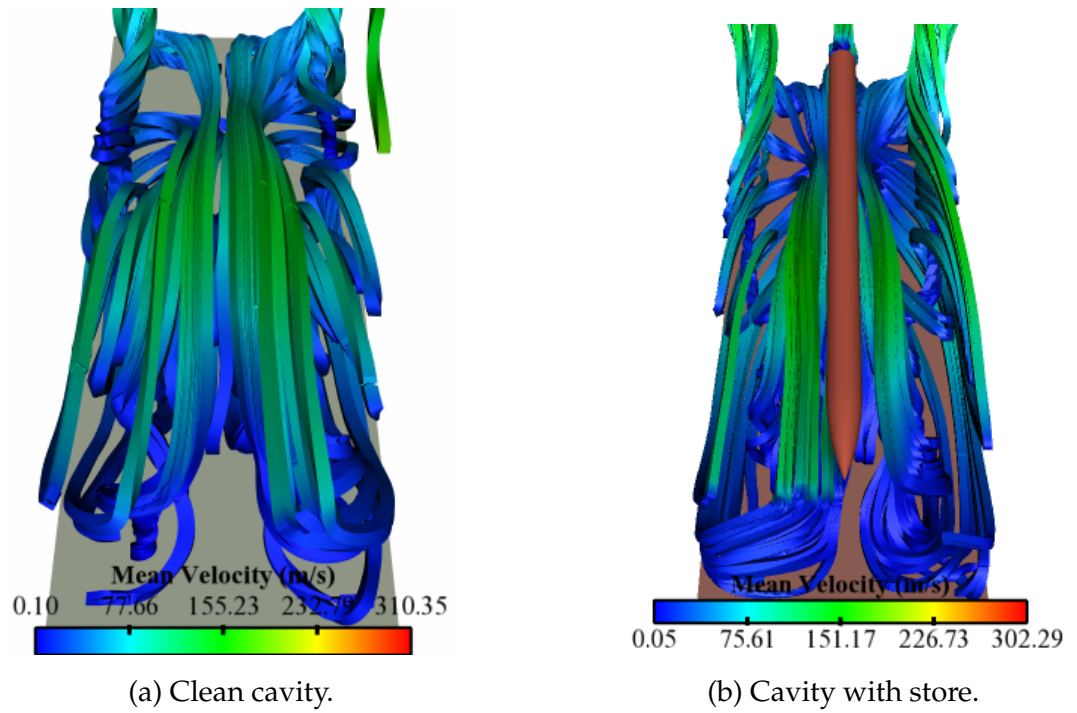 Mean Velocity (m/s)
0.10 77.66 155.23 232.79 310.35
Mean Velocity (m/s)
0.05 75.61 151.17 226.73 302.29
(a) Clean cavity.
(b) Cavity with store.